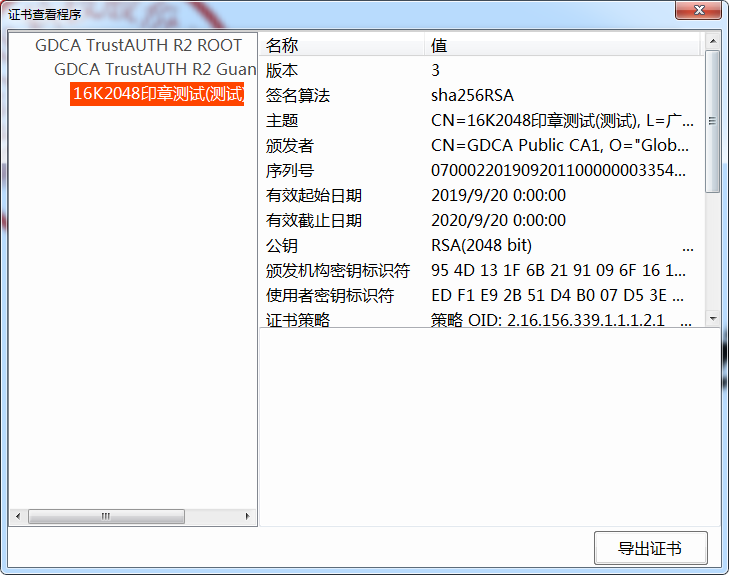 证书查看程序
GDCA TrustAUTH R2 ROOT
GDCA TrustAUTH R2 Guan
16K2048印章测试(测试)
名称 值
版本 3
签名算法 sha256RSA
主题 CN=16K2048印章测试(测试), L=广...
颁发者 CN=GDCA Public CA1, O="Glob...
序列号 070002201909201100000003354...
有效起始日期 2019/9/20 0:00:00
有效截止日期 2020/9/20 0:00:00
公钥 RSA(2048 bit) ...
颁发机构密钥标识符 95 4D 13 1F 6B 21 91 09 6F 16 1...
使用者密钥标识符 ED F1 E9 2B 51 D4 B0 07 D5 3E ...
证书策略 策略 OID: 2.16.156.339.1.1.1.2.1 ...
导出证书